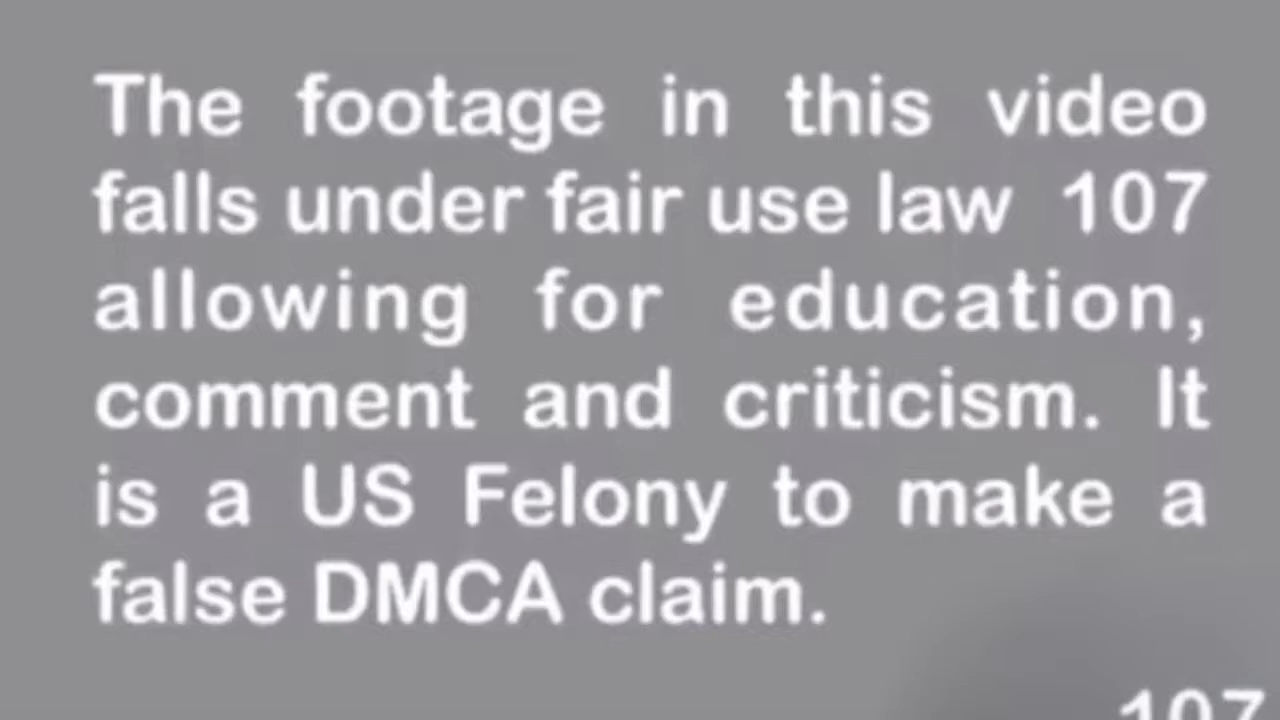 The footage in this video
falls under fair use law 107
allowing for education,
comment and criticism. It
is a US Felony to make a
false DMCA claim.
107